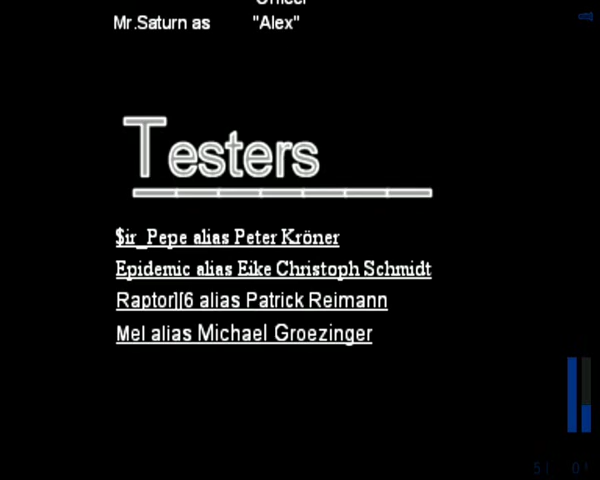 Officer
Mr.Saturn as "Alex"
Testers
$ir_Pepe alias Peter Kröner
Epidemic alias Eike Christoph Schmidt
Raptor][6 alias Patrick Reimann
Mel alias Michael Groezinger